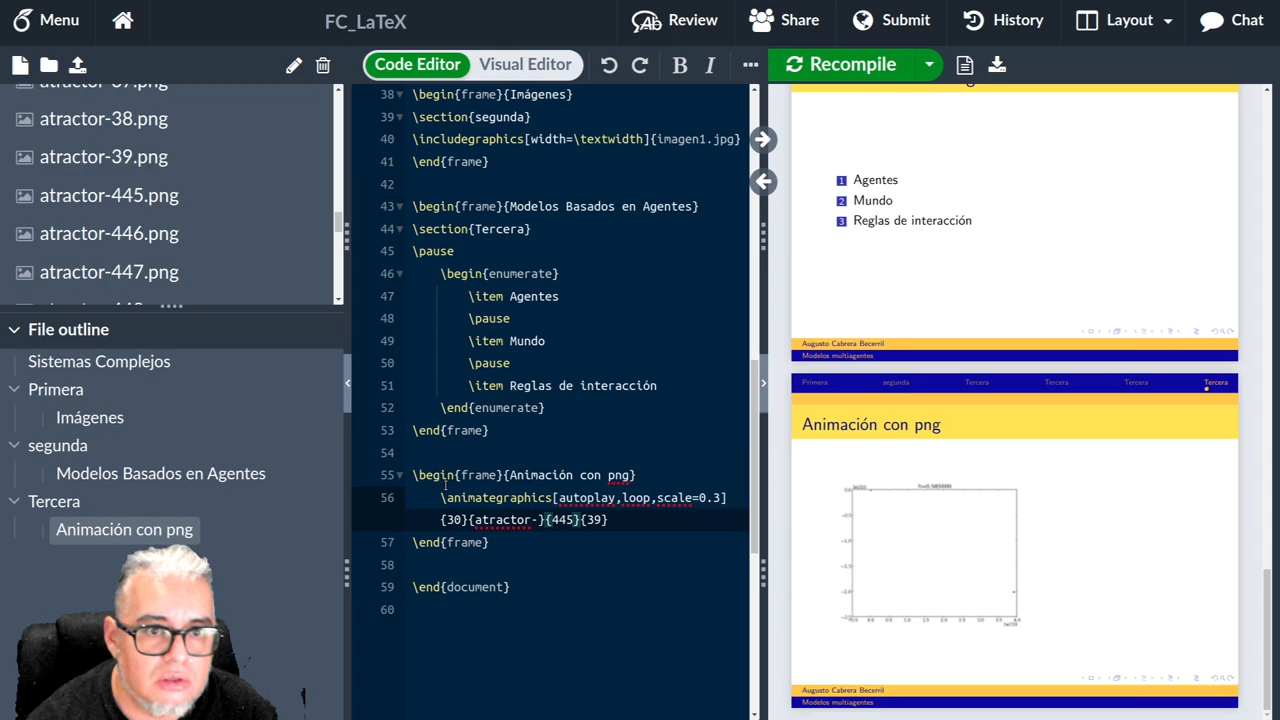 Menu
FC_LaTeX
Review
Share
Submit
History
Layout
Chat
Code Editor
Visual Editor
B I
Recompile
atractor-38.png
atractor-39.png
atractor-445.png
atractor-446.png
atractor-447.png
File outline
Sistemas Complejos
Primera
Imágenes
segunda
Modelos Basados en Agentes
Tercera
Animación con png
38 \begin{frame}{Imágenes}
39 \section{segunda}
40 \includegraphics[width=\textwidth]{imagen1.jpg}
41 \end{frame}
42
43 \begin{frame}{Modelos Basados en Agentes}
44 \section{Tercera}
45 \pause
46 \begin{enumerate}
47 \item Agentes
48 \pause
49 \item Mundo
50 \pause
51 \item Reglas de interacción
52 \end{enumerate}
53 \end{frame}
54
55 \begin{frame}{Animación con png}
56 \animategraphics[autoplay,loop,scale=0.3]
{30}{atractor-}{445}{39}
57 \end{frame}
58
59 \end{document}
60
1 Agentes
2 Mundo
3 Reglas de interacción
Augusto Cabrera Becerril
Modelos multiagentes
Primera segunda Tercera Tercera Tercera Tercera
Animación con png
Augusto Cabrera Becerril
Modelos multiagentes